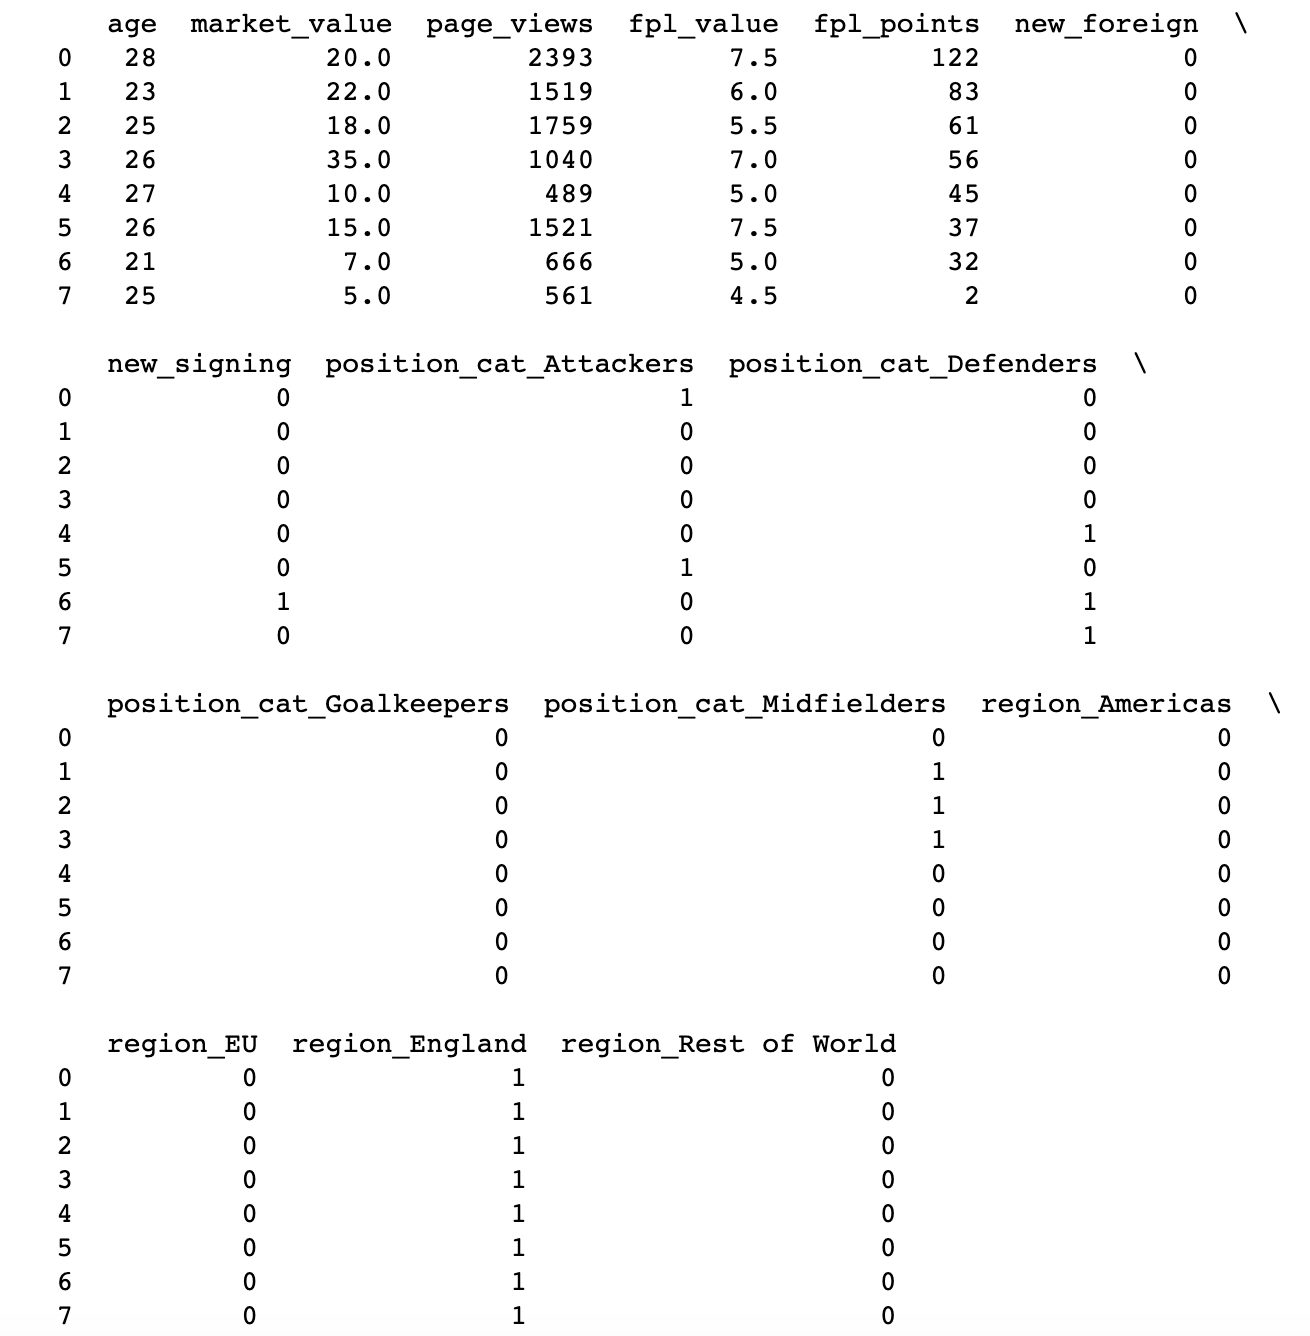 age market_value page_views fpl_value fpl_points new_foreign \
0 28 20.0 2393 7.5 122 0
1 23 22.0 1519 6.0 83 0
2 25 18.0 1759 5.5 61 0
3 26 35.0 1040 7.0 56 0
4 27 10.0 489 5.0 45 0
5 26 15.0 1521 7.5 37 0
6 21 7.0 666 5.0 32 0
7 25 5.0 561 4.5 2 0
new_signing position_cat_Attackers position_cat_Defenders \
0 0 1 0
1 0 0 0
2 0 0 0
3 0 0 0
4 0 0 1
5 0 1 0
6 1 0 1
7 0 0 1
position_cat_Goalkeepers position_cat_Midfielders region_Americas \
0 0 0 0
1 0 1 0
2 0 1 0
3 0 1 0
4 0 0 0
5 0 0 0
6 0 0 0
7 0 0 0
region_EU region_England region_Rest of World
0 0 1 0
1 0 1 0
2 0 1 0
3 0 1 0
4 0 1 0
5 0 1 0
6 0 1 0
7 0 1 0